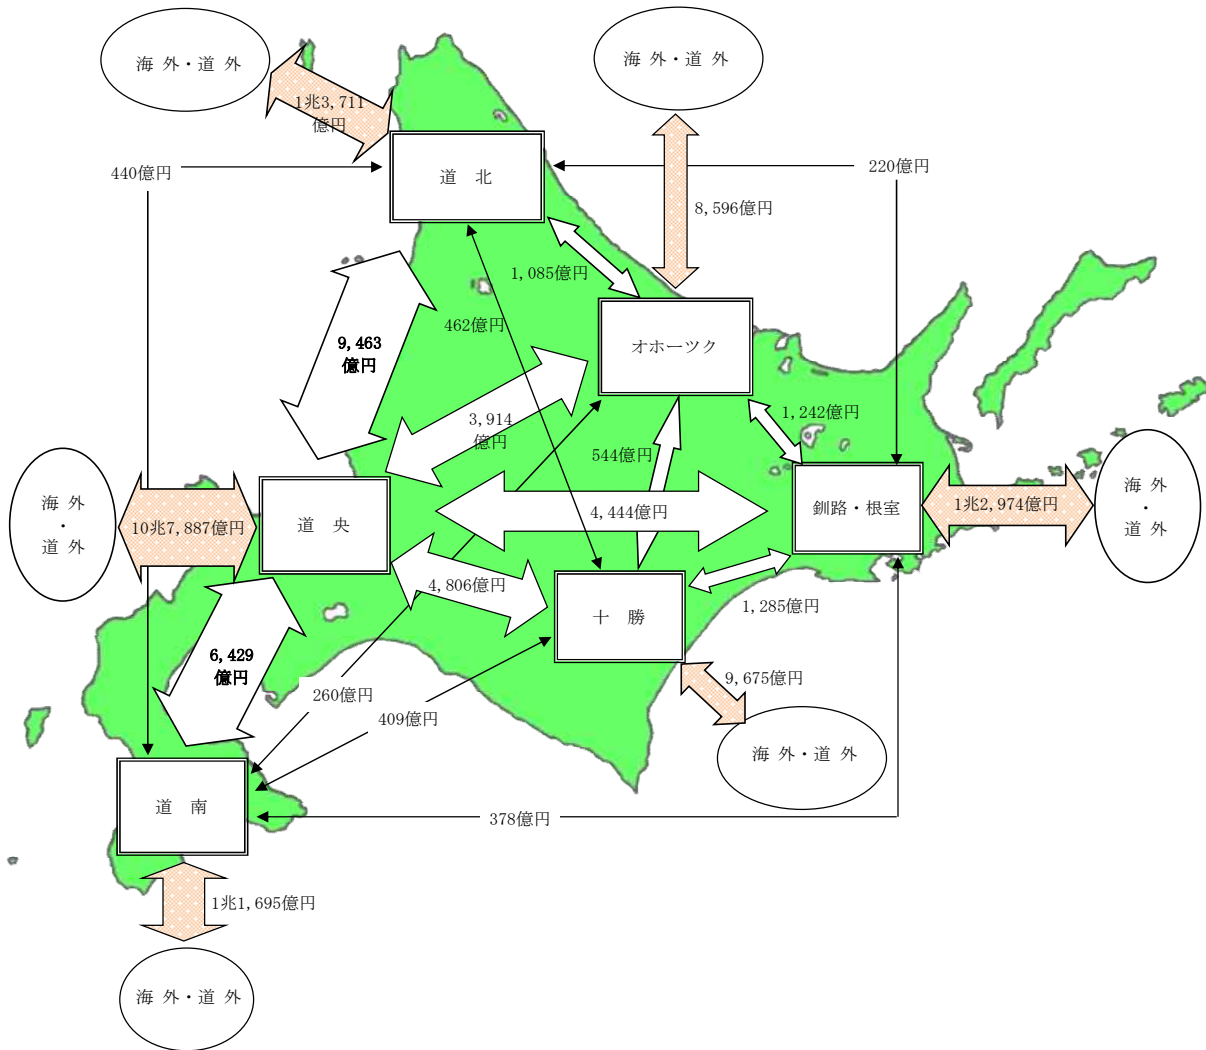 海 外・道 外
海 外・道 外
1兆3,711
億円
440億円
道　北
220億円
8,596億円
1,085億円
462億円
9,463
億円
オホーツク
3,914
億円
1,242億円
544億円
海 外
・
道 外
10兆7,887億円
道　央
4,444億円
釧路・根室
1兆2,974億円
海 外
・
道 外
4,806億円
十　勝
1,285億円
6,429
億円
260億円
409億円
9,675億円
海 外・道 外
道　南
378億円
1兆1,695億円
海 外・道 外